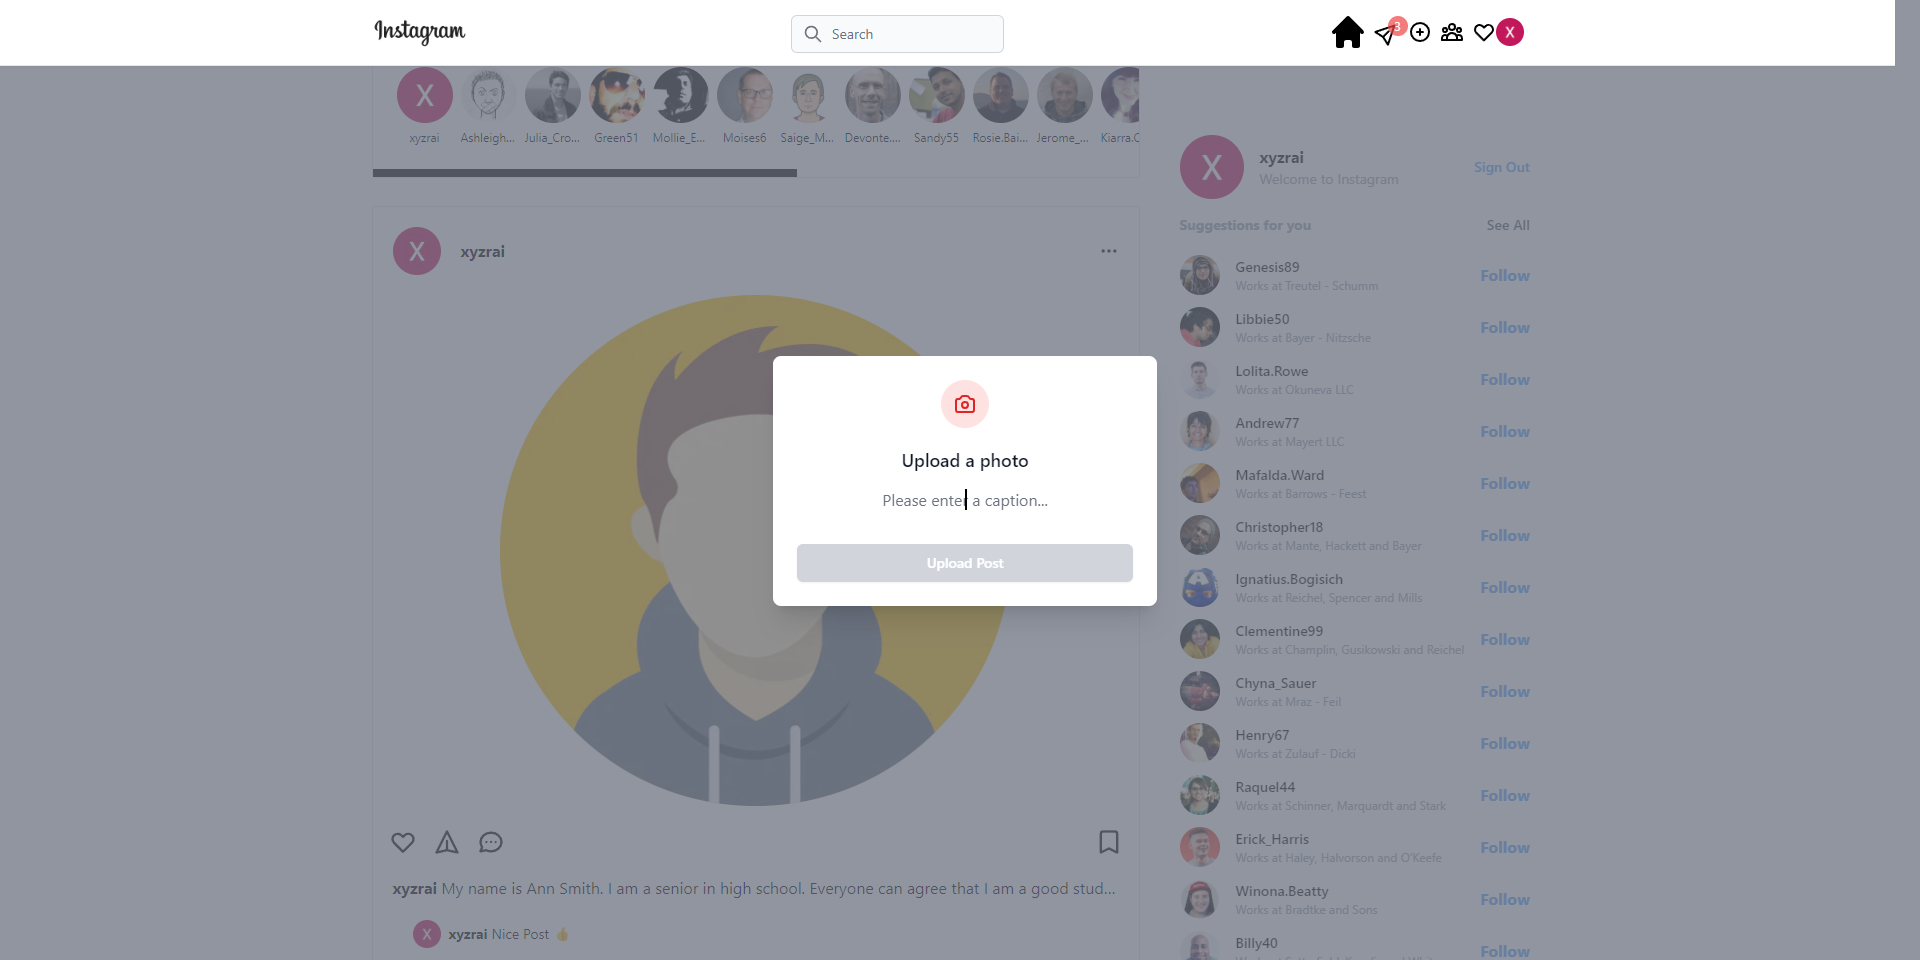 Instagram
Search
3
X
X
xyzrai
Ashleigh...
Julia_Cro...
Green51
Mollie_E...
Moises6
Saige_M...
Devonte....
Sandy55
Rosie.Bai...
Jerome_...
Kiarra.C
X
xyzrai
Welcome to Instagram
Sign Out
Suggestions for you
See All
X
xyzrai
Genesis89
Works at Treutel - Schumm
Follow
Libbie50
Works at Bayer - Nitzsche
Follow
Lolita.Rowe
Works at Okuneva LLC
Follow
Andrew77
Works at Mayert LLC
Follow
Mafalda.Ward
Works at Barrows - Feest
Follow
Christopher18
Works at Mante, Hackett and Bayer
Follow
Ignatius.Bogisich
Works at Reichel, Spencer and Mills
Follow
Clementine99
Works at Champlin, Gusikowski and Reichel
Follow
Chyna_Sauer
Works at Mraz - Feil
Follow
Henry67
Works at Zulauf - Dicki
Follow
Raquel44
Works at Schinner, Marquardt and Stark
Follow
Erick_Harris
Works at Haley, Halvorson and O'Keefe
Follow
Winona.Beatty
Works at Bradtke and Sons
Follow
Billy40
Follow
Upload a photo
Please enter a caption...
Upload Post
xyzrai My name is Ann Smith. I am a senior in high school. Everyone can agree that I am a good stud...
X
xyzrai Nice Post 👍